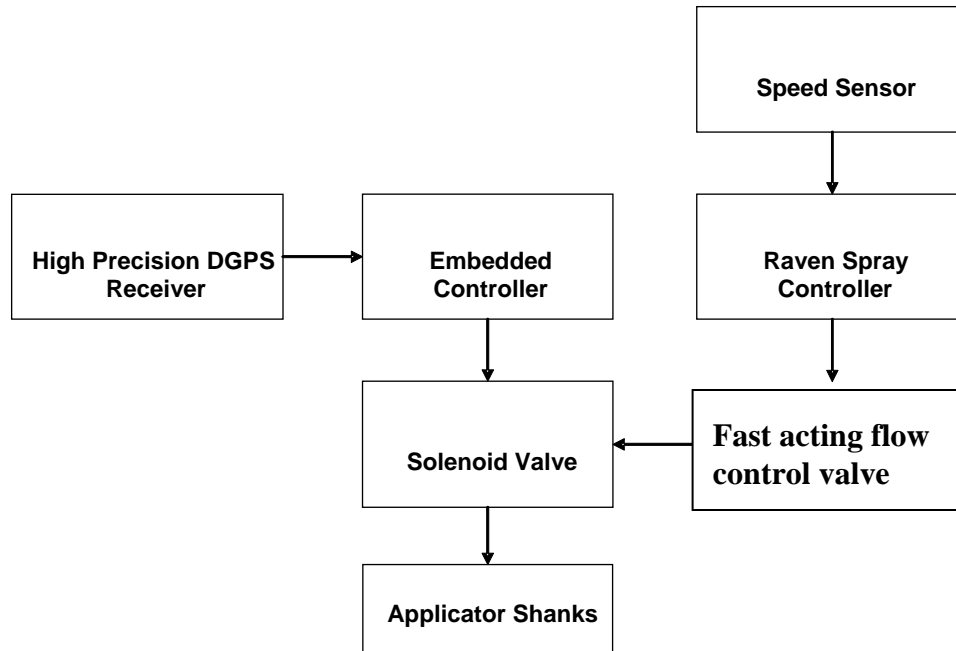 Speed Sensor
High Precision DGPS
Receiver
Embedded
Controller
Raven Spray
Controller
Solenoid Valve
Fast acting flow
control valve
Applicator Shanks